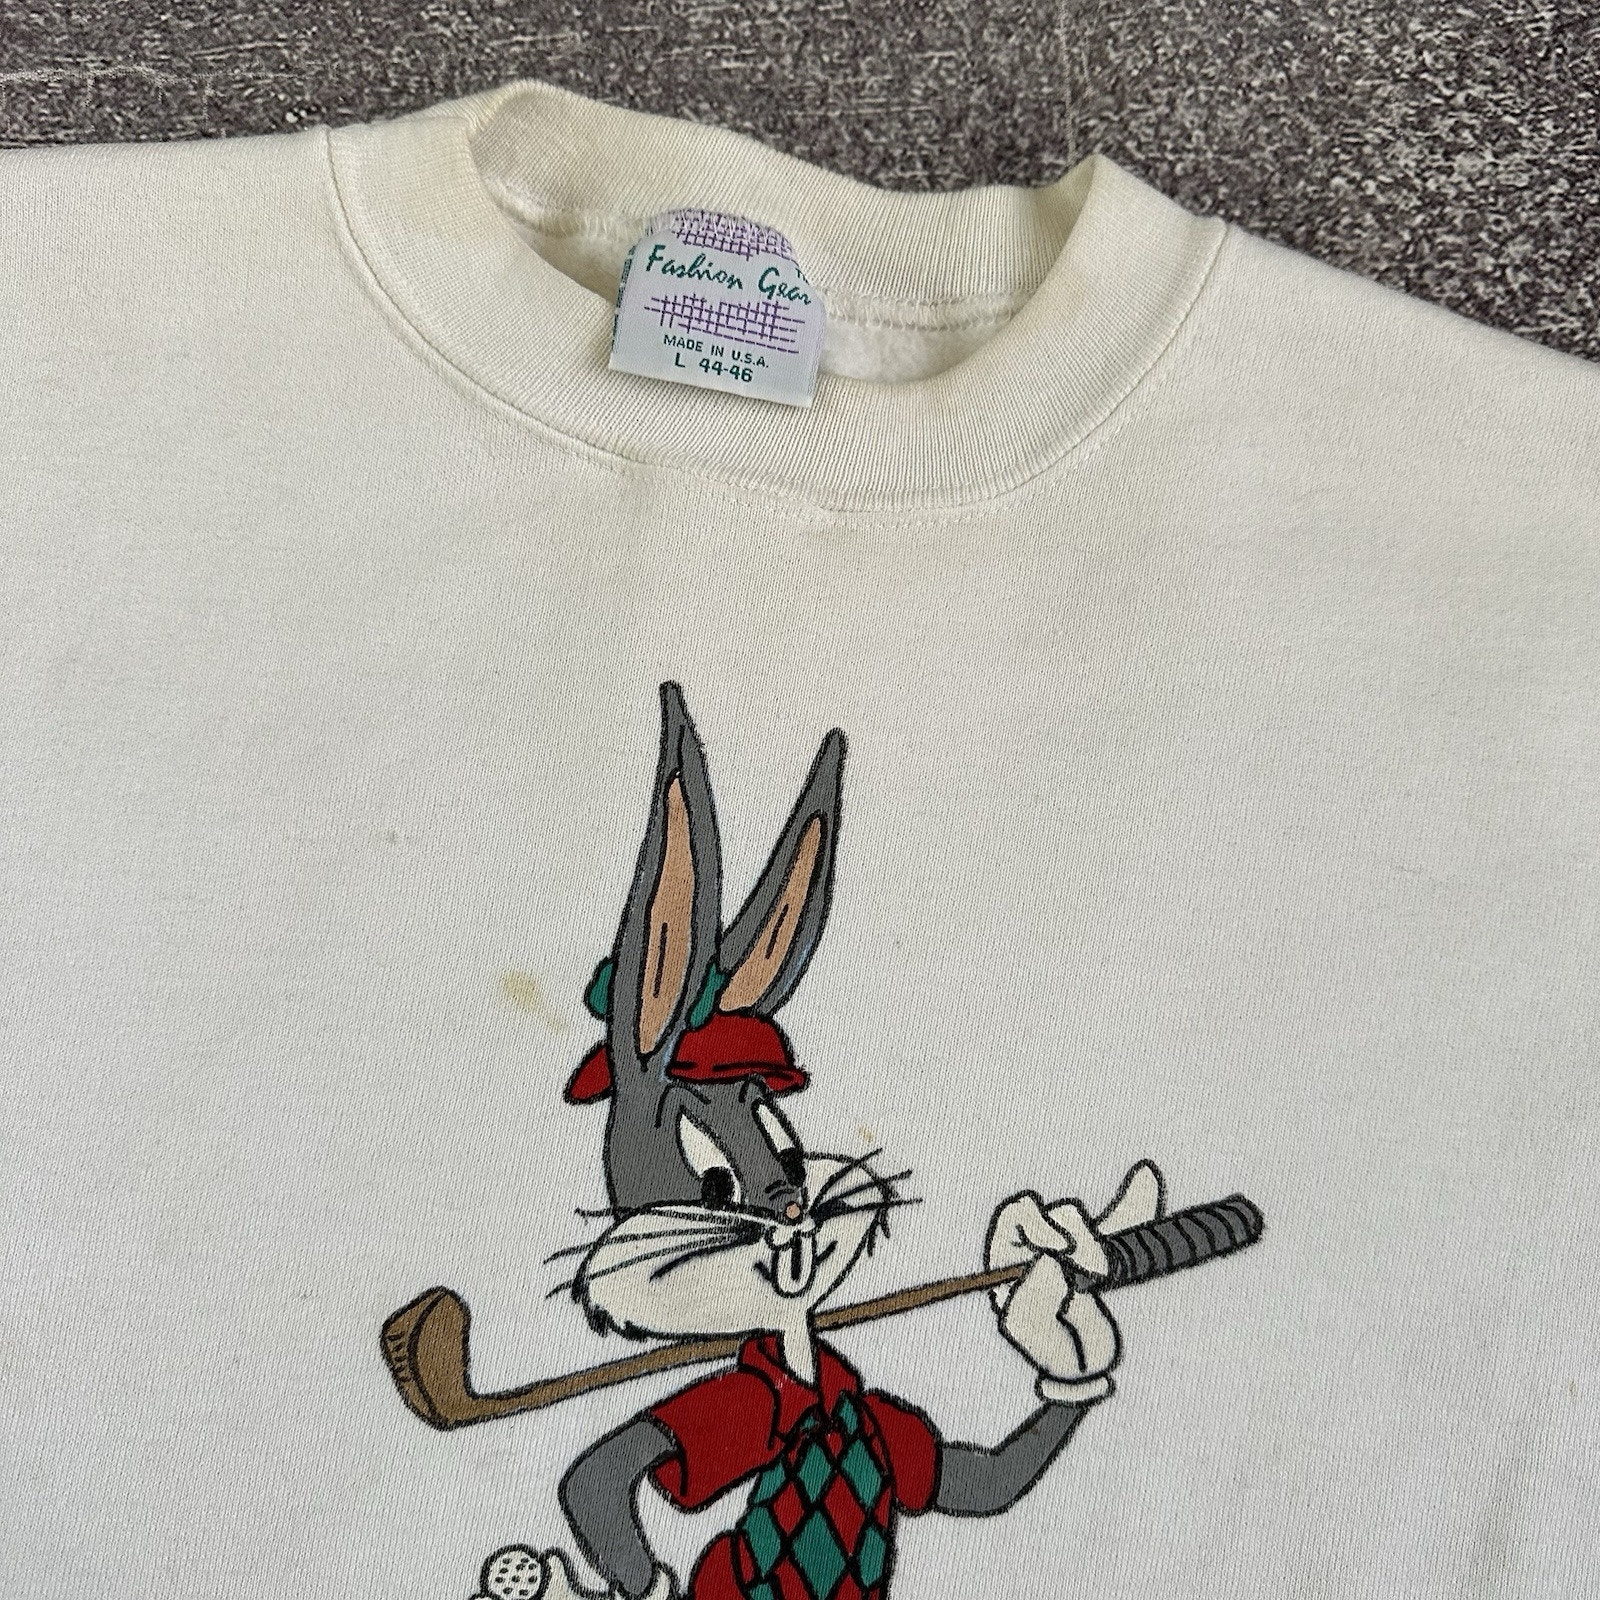 Fashion Gear
MADE IN U.S.A.
L 44-46